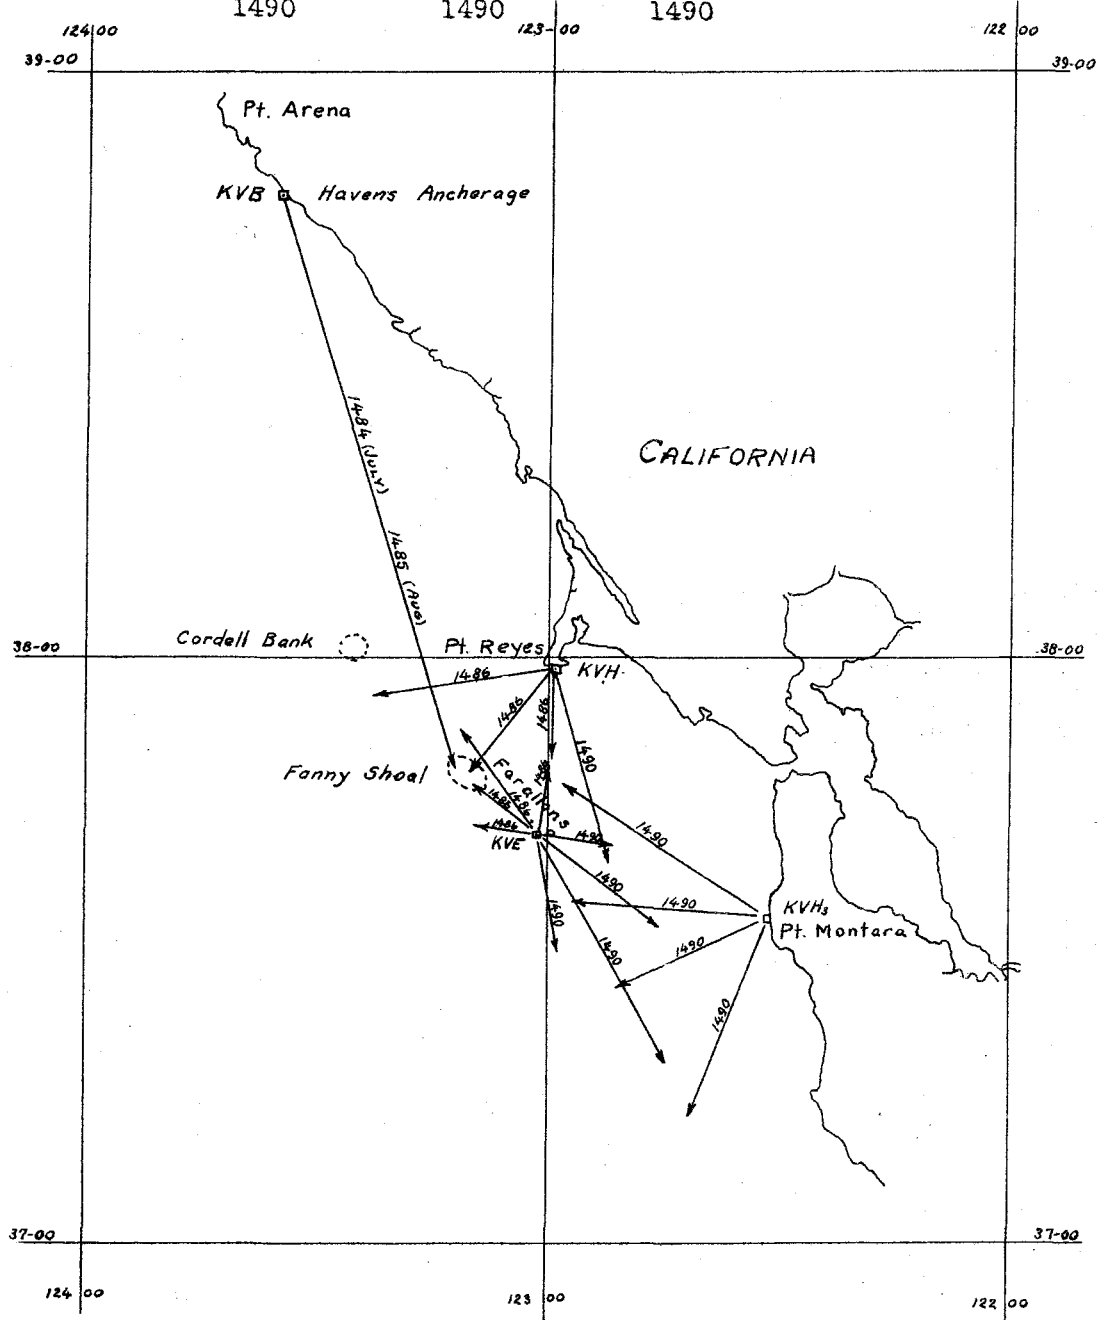 1490 1490 1490
124 00 123-00 122 00
39-00 39-00
Pt. Arena
KVB Havens Anchorage
1484 (JULY)
CALIFORNIA
1485 (AUG)
Cordell Bank
Pt. Reyes
38-00 38-00
KVH
1486
1486
1486
1490
Fanny Shoal
Farallons
1486
1486
1486
1486
1490
1490
KVE
1490
1490
KVH3
Pt. Montara
1490
1490
1490
1490
37-00 37-00
124 00 123 00 122 00